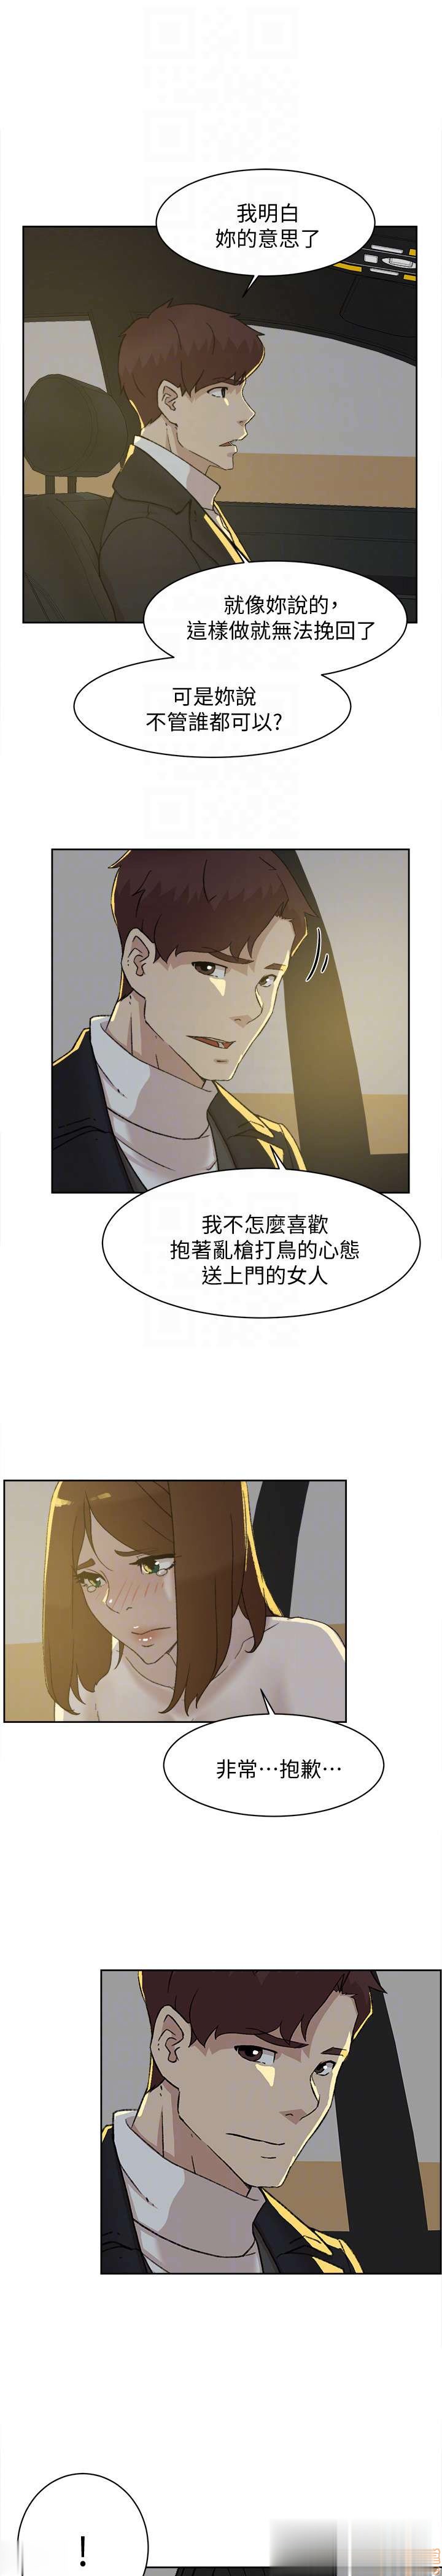 我明白
妳的意思了
就像妳說的,
這樣做就無法挽回了
可是妳說
不管誰都可以?
我不怎麼喜歡
抱著亂槍打鳥的心態
送上門的女人
非常…抱歉…
!